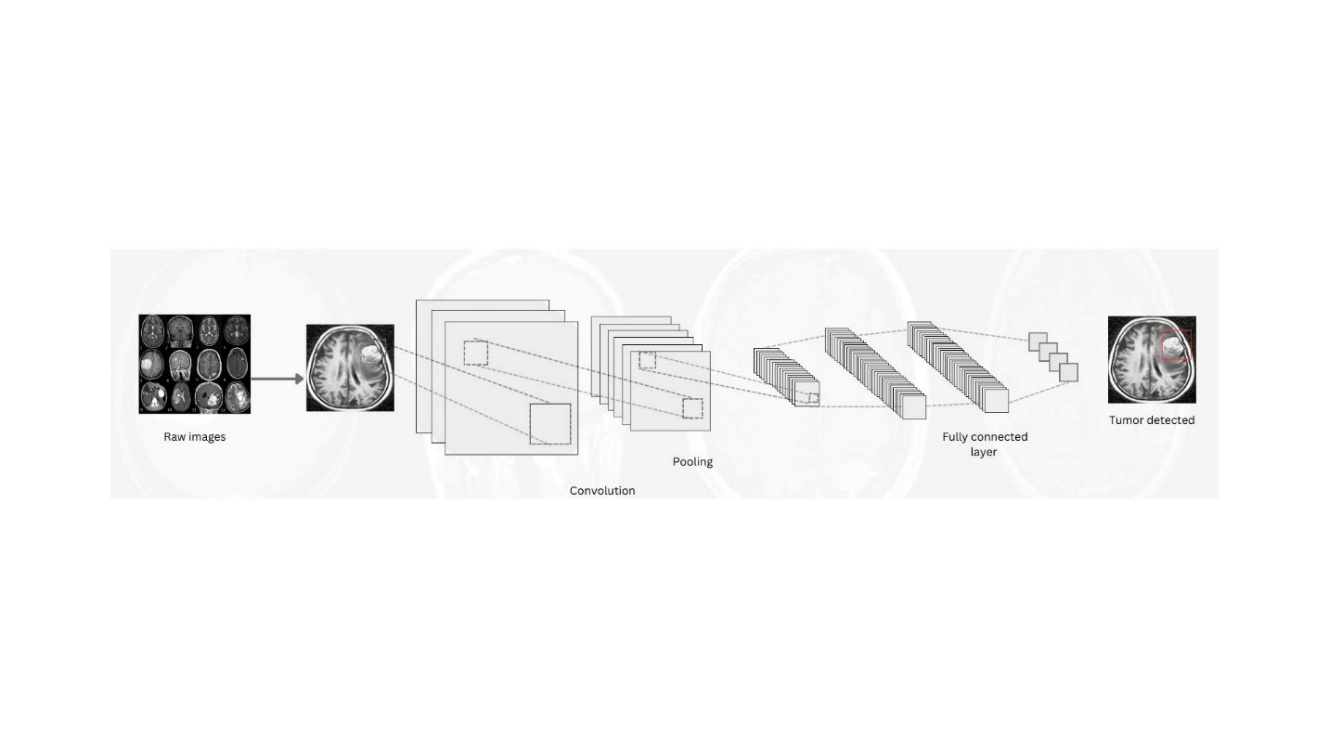 Raw images
Convolution
Pooling
Fully connected
layer
Tumor detected